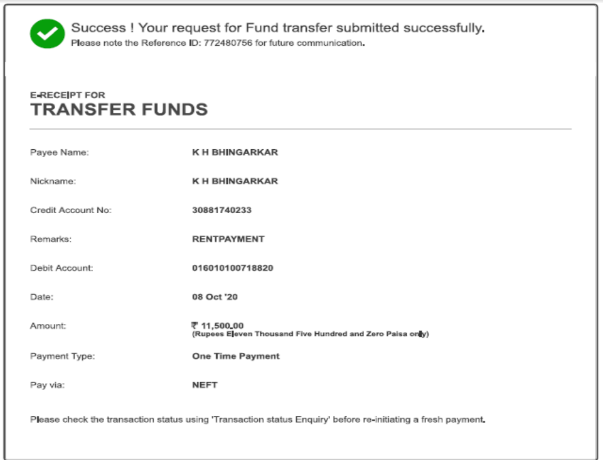 Success ! Your request for Fund transfer submitted successfully.
Please note the Reference ID: 772480756 for future communication.
E-RECEIPT FOR
TRANSFER FUNDS
Payee Name: K H BHINGARKAR
Nickname: K H BHINGARKAR
Credit Account No: 30881740233
Remarks: RENTPAYMENT
Debit Account: 016010100718820
Date: 08 Oct '20
Amount: ₹ 11,500.00
(Rupees Eleven Thousand Five Hundred and Zero Paisa only)
Payment Type: One Time Payment
Pay via: NEFT
Please check the transaction status using 'Transaction status Enquiry' before re-initiating a fresh payment.